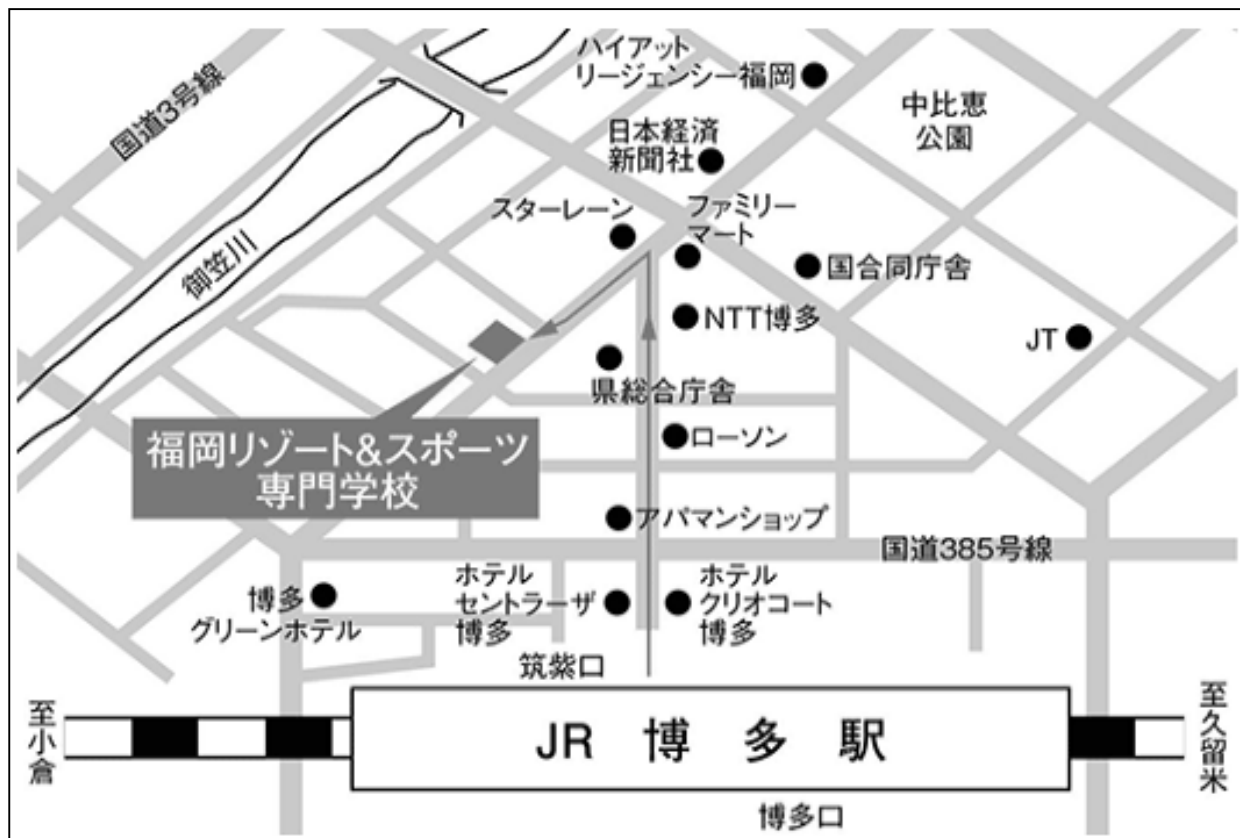 ハイアット
リージェンシー福岡
国道3号線
中比恵
公園
日本経済
新聞社
スターレーン
ファミリー
マート
御笠川
国合同庁舎
NTT博多
JT
県総合庁舎
福岡リゾート&スポーツ
専門学校
ローソン
アパマンショップ
国道385号線
博多
グリーンホテル
ホテル
セントラーザ
博多
ホテル
クリオコート
博多
筑紫口
至小倉
JR 博多駅
至久留米
博多口